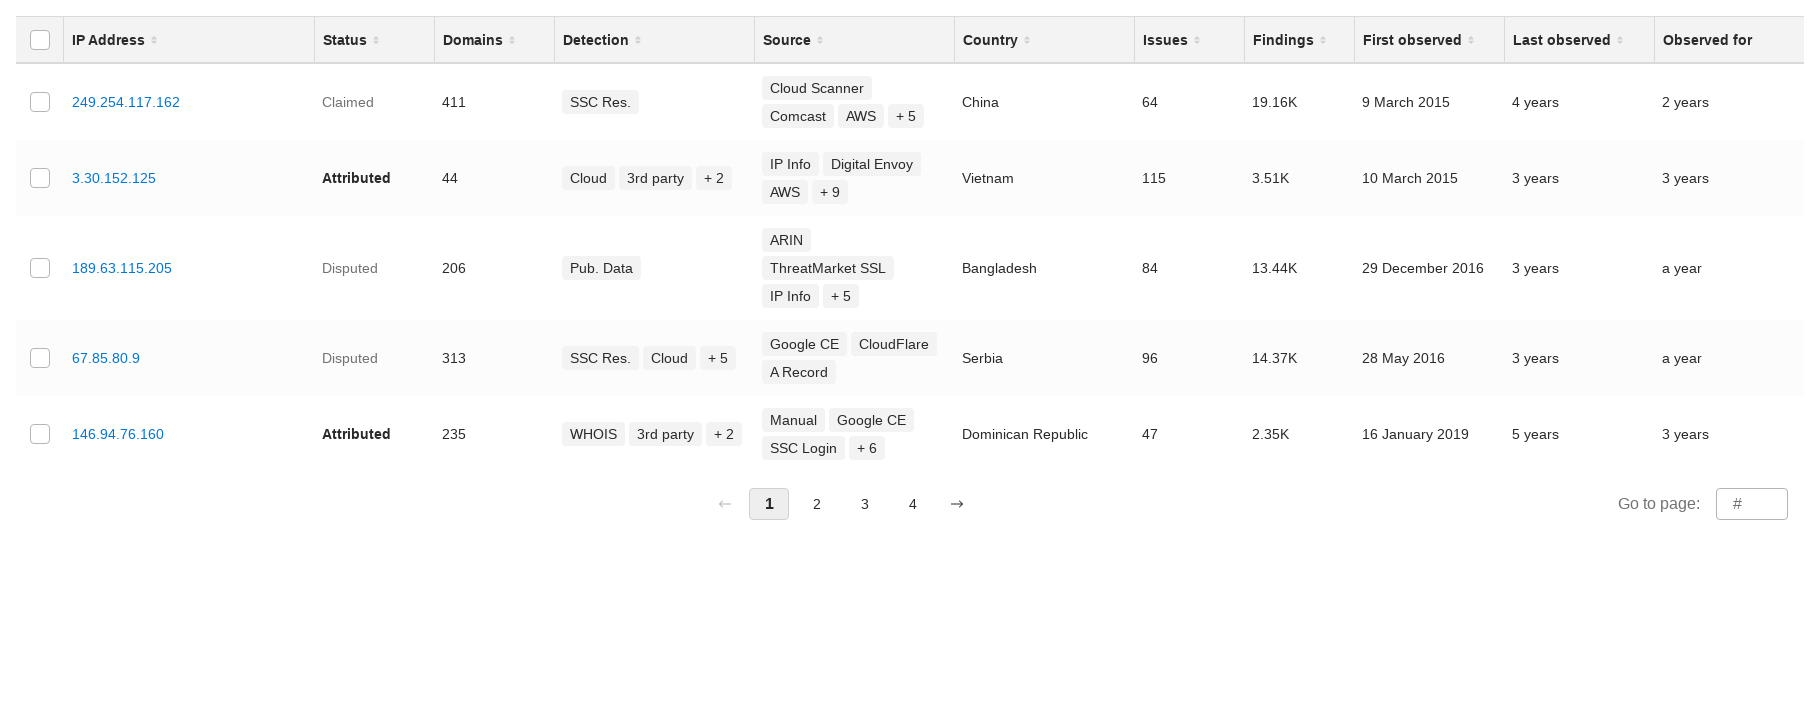 IP Address Status Domains Detection Source Country Issues Findings First observed Last observed Observed for
249.254.117.162 Claimed 411 SSC Res. Cloud Scanner Comcast AWS + 5 China 64 19.16K 9 March 2015 4 years 2 years
3.30.152.125 Attributed 44 Cloud 3rd party + 2 IP Info Digital Envoy AWS + 9 Vietnam 115 3.51K 10 March 2015 3 years 3 years
189.63.115.205 Disputed 206 Pub. Data ARIN ThreatMarket SSL IP Info + 5 Bangladesh 84 13.44K 29 December 2016 3 years a year
67.85.80.9 Disputed 313 SSC Res. Cloud + 5 Google CE CloudFlare A Record Serbia 96 14.37K 28 May 2016 3 years a year
146.94.76.160 Attributed 235 WHOIS 3rd party + 2 Manual Google CE SSC Login + 6 Dominican Republic 47 2.35K 16 January 2019 5 years 3 years
1 2 3 4 Go to page: #